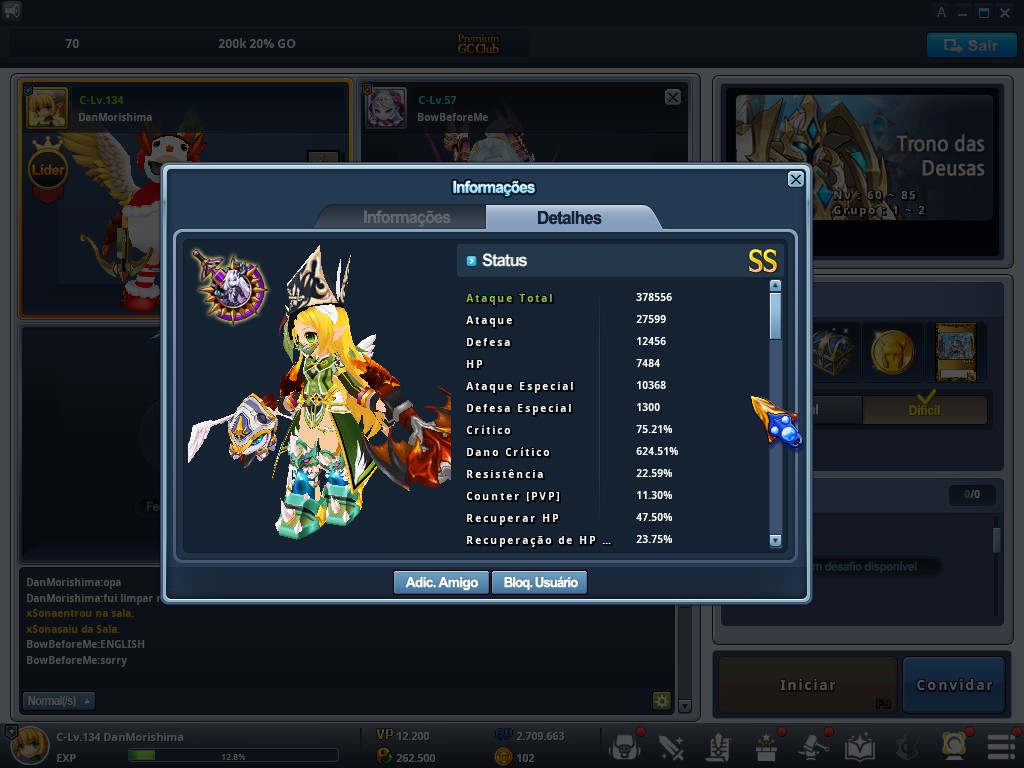 A
70 200k 20% GO Premium GC Club Sair
C-Lv.134 DanMorishima
C-Lv.57 BowBeforeMe
Líder
Trono das
Deusas
Nv : 60 ~ 85
Grupo : 1 ~ 2
Informações
Informações Detalhes
Status SS
Ataque Total 378556
Ataque 27599
Defesa 12456
HP 7484
Ataque Especial 10368
Defesa Especial 1300
Crítico 75.21%
Dano Crítico 624.51%
Resistência 22.59%
Counter [PVP] 11.30%
Recuperar HP 47.50%
Recuperação de HP ... 23.75%
Adic. Amigo Bloq. Usuário
Difícil
0/0
desafio disponível
DanMorishima:opa
DanMorishima:fui limpar
xSonaentrou na sala.
xSonasaiu da Sala.
BowBeforeMe:ENGLISH
BowBeforeMe:sorry
Normal(/s)
Iniciar F5 Convidar
C-Lv.134 DanMorishima
EXP 12.8%
VP 12.200 GP 2.709.663
262.500 102